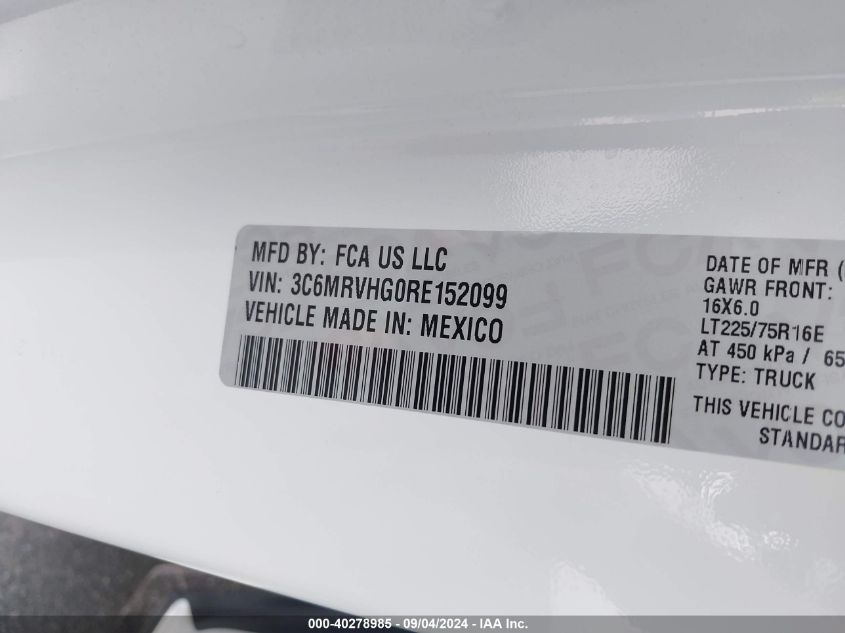 MFD BY: FCA US LLC
VIN: 3C6MRVHG0RE152099
VEHICLE MADE IN: MEXICO
DATE OF MFR (
GAWR FRONT:
16X6.0
LT225/75R16E
AT 450 kPa / 65
TYPE: TRUCK
THIS VEHICLE CO
STANDAR
000-40278985 - 09/04/2024 - IAA Inc.